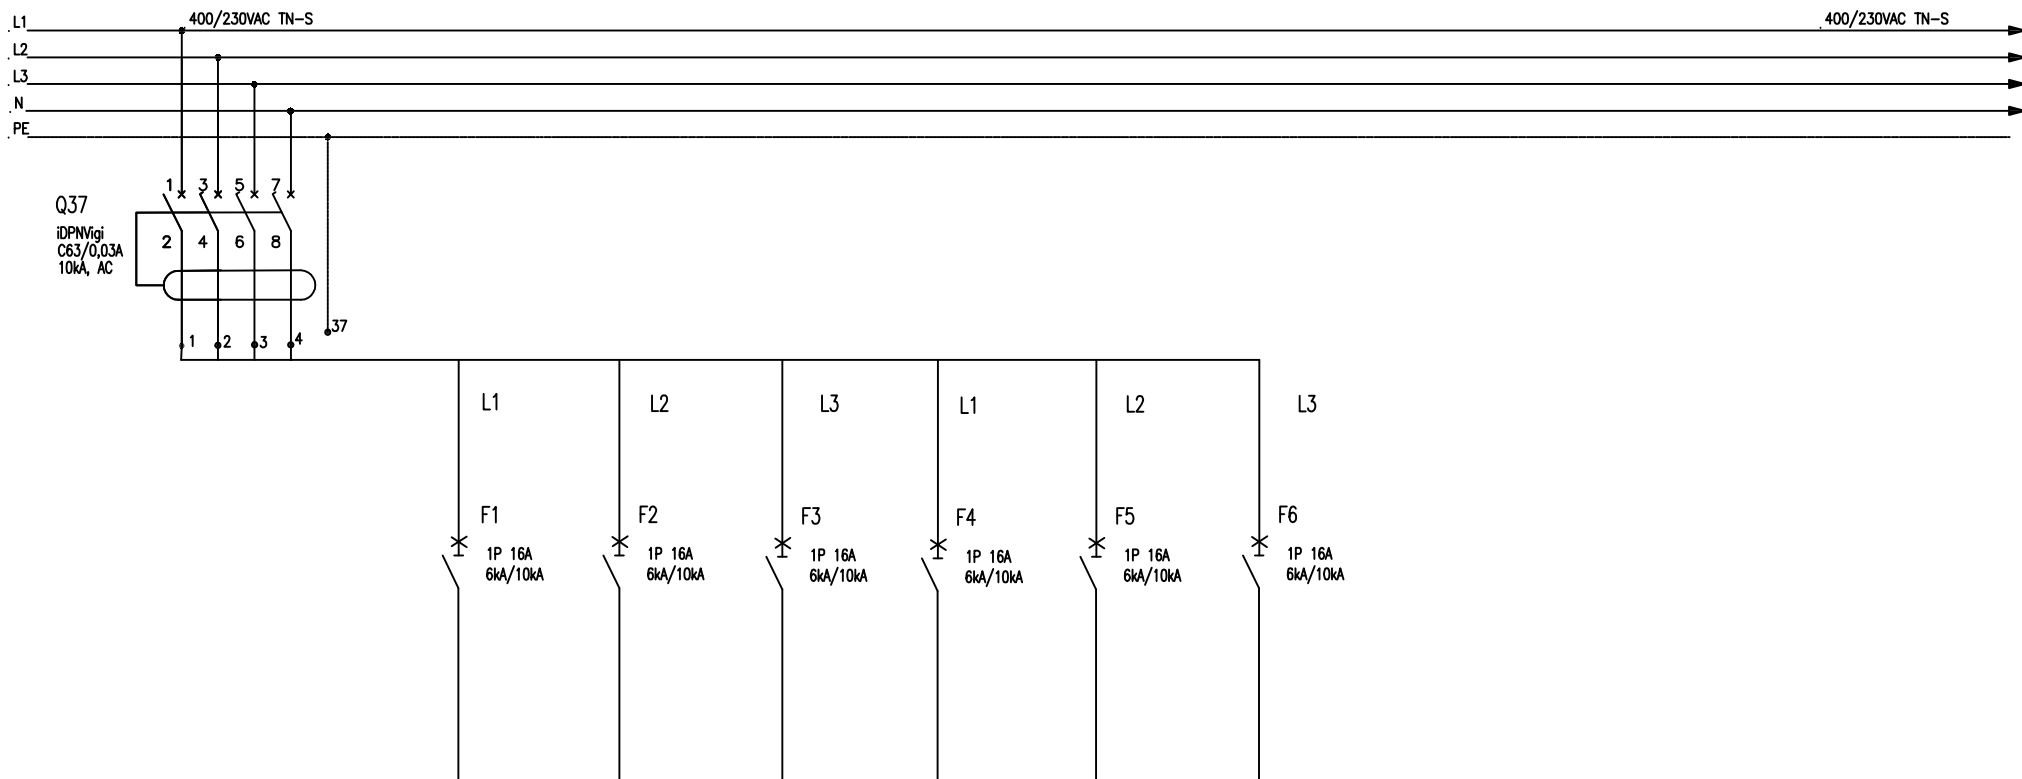 L1 400/230VAC TN-S 400/230VAC TN-S
L2
L3
N
PE
1 3 5 7
Q37
iDPNVigi
C63/0,03A
10kA, AC
2 4 6 8
37
1 2 3 4
L1 L2 L3 L1 L2 L3
F1 F2 F3 F4 F5 F6
1P 16A 1P 16A 1P 16A 1P 16A 1P 16A 1P 16A
6kA/10kA 6kA/10kA 6kA/10kA 6kA/10kA 6kA/10kA 6kA/10kA